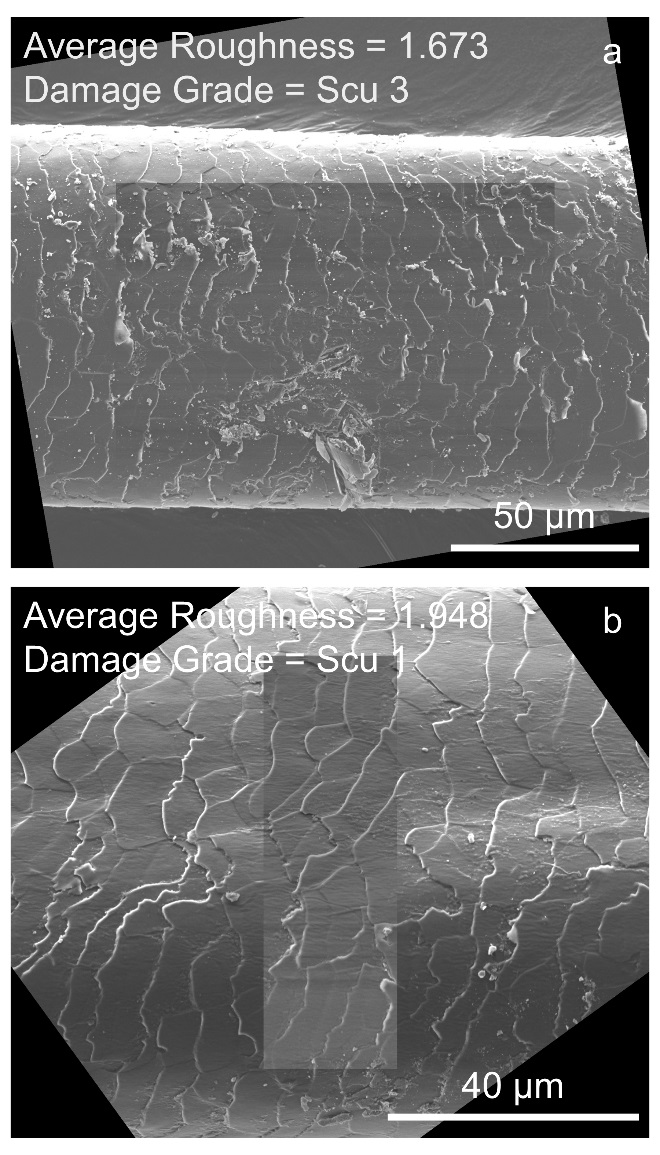 Average Roughness = 1.673
a
Damage Grade = Scu 3
50 µm
Average Roughness = 1.948
b
Damage Grade = Scu 1
40 µm